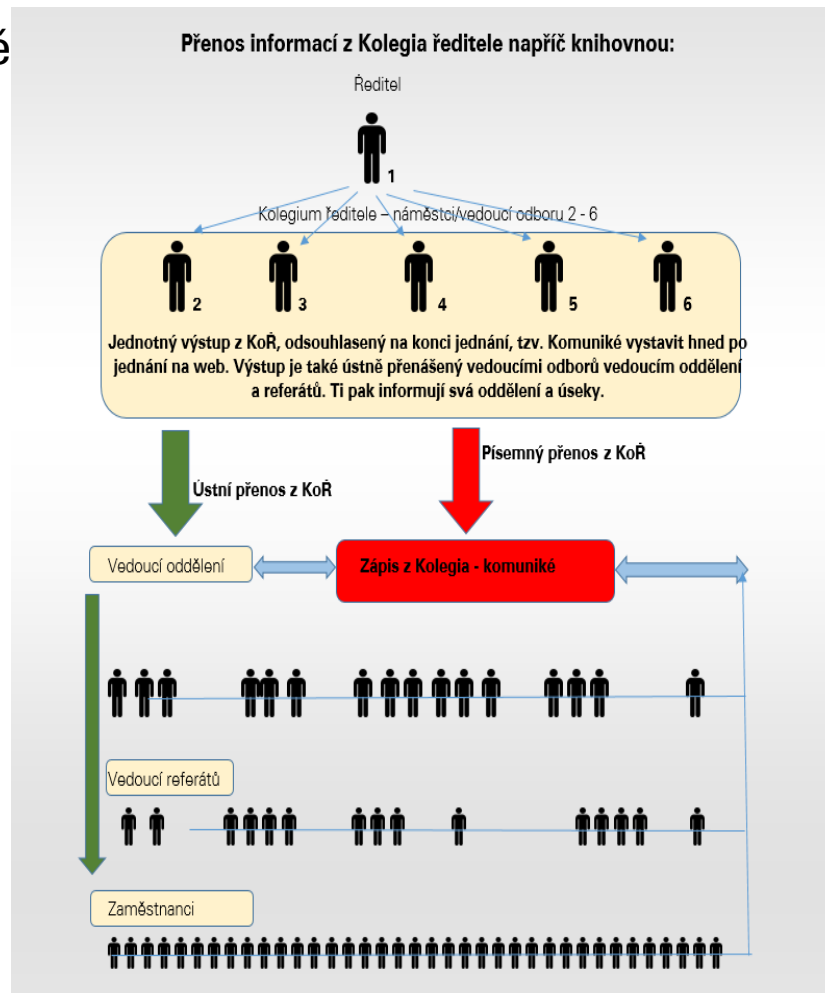 é
Přenos informací z Kolegia ředitele napříč knihovnou:
Ředitel
1
Kolegium ředitele – náměstci/vedoucí odboru 2 - 6
2 3 4 5 6
Jednotný výstup z KoŘ, odsouhlasený na konci jednání, tzv. Komuniké vystavit hned po
jednání na web. Výstup je také ústně přenášený vedoucími odborů vedoucím oddělení
a referátů. Ti pak informují svá oddělení a úseky.
Písemný přenos z KoŘ
Ústní přenos z KoŘ
Vedoucí oddělení
Zápis z Kolegia - komuniké
Vedoucí referátů
Zaměstnanci